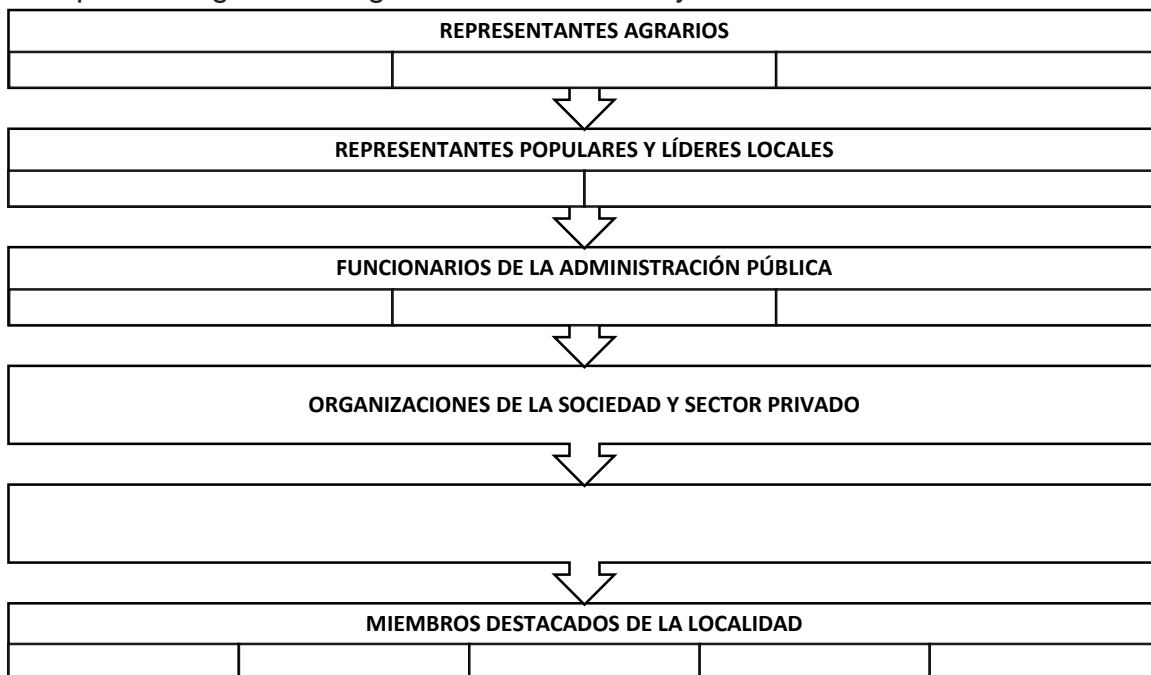 REPRESENTANTES AGRARIOS
REPRESENTANTES POPULARES Y LÍDERES LOCALES
FUNCIONARIOS DE LA ADMINISTRACIÓN PÚBLICA
ORGANIZACIONES DE LA SOCIEDAD Y SECTOR PRIVADO
MIEMBROS DESTACADOS DE LA LOCALIDAD